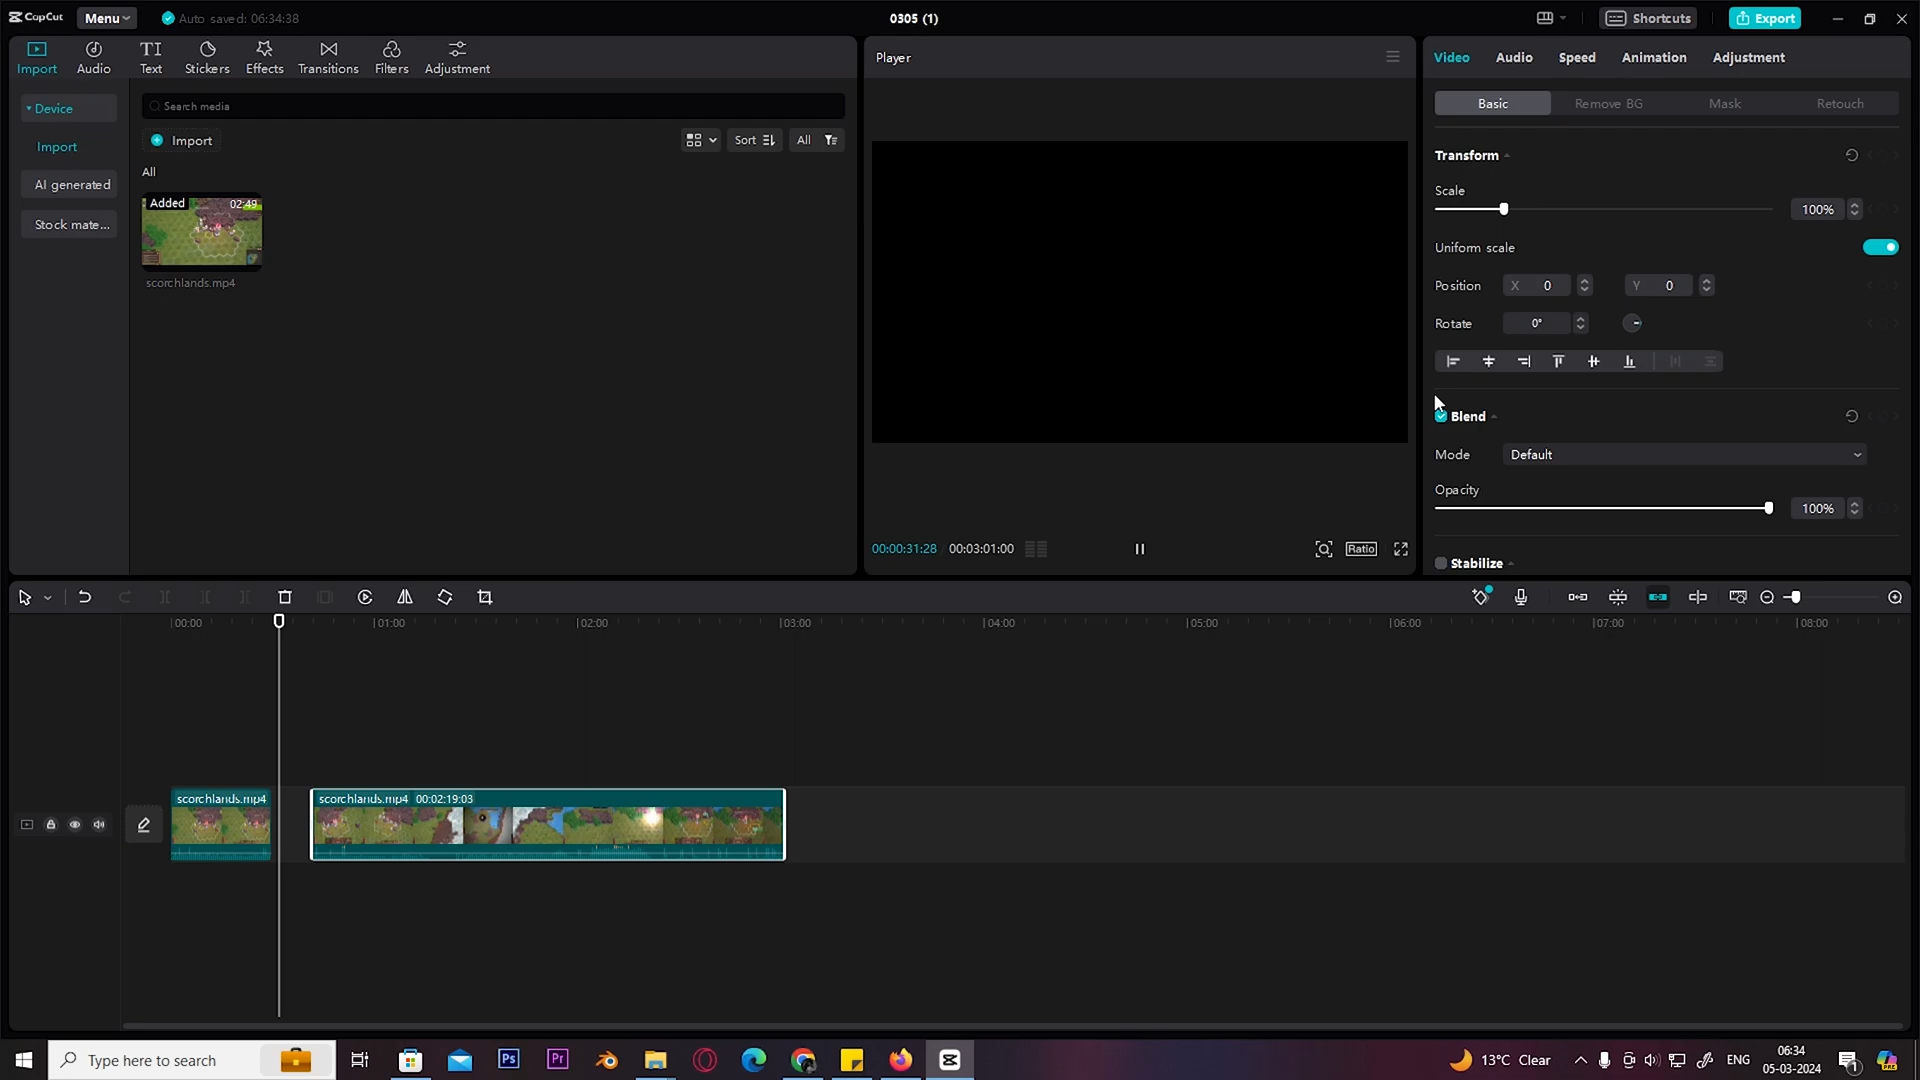 CapCut Menu Auto saved: 06:34:38 0305 (1) Shortcuts Export
Import Audio Text Stickers Effects Transitions Filters Adjustment
Device
Import
AI generated
Stock mate...
Search media
Import Sort All
All
Added 02:49
scorchlands.mp4
Player
00:00:31:28 00:03:01:00 Ratio
Video Audio Speed Animation Adjustment
Basic Remove BG Mask Retouch
Transform
Scale
100%
Uniform scale
Position X 0 Y 0
Rotate 0°
Blend
Mode Default
Opacity
100%
Stabilize
00:00 01:00 02:00 03:00 04:00 05:00 06:00 07:00 08:00
scorchlands.mp4
scorchlands.mp4 00:02:19:03
Type here to search
Ps Pr
13°C Clear
ENG
06:34
05-03-2024
1
PRE